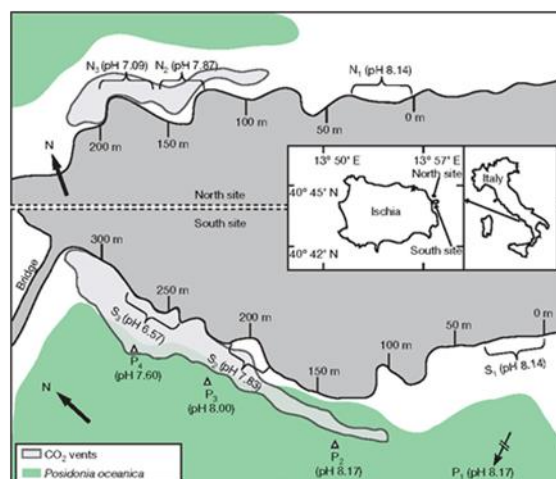 N₃ (pH 7.09) N₂ (pH 7.87)
N₁ (pH 8.14)
N
200 m
150 m
100 m
50 m
0 m
13° 50' E
13° 57' E
North site
Italy
40° 45' N
Ischia
40° 42' N
South site
North site
South site
Bridge
300 m
250 m
200 m
150 m
100 m
50 m
0 m
S₃ (pH 6.57)
S₂ (pH 7.83)
S₁ (pH 8.14)
P₄
(pH 7.60)
P₃
(pH 8.00)
P₂
(pH 8.17)
P₁ (pH 8.17)
N
CO₂ vents
Posidonia oceanica